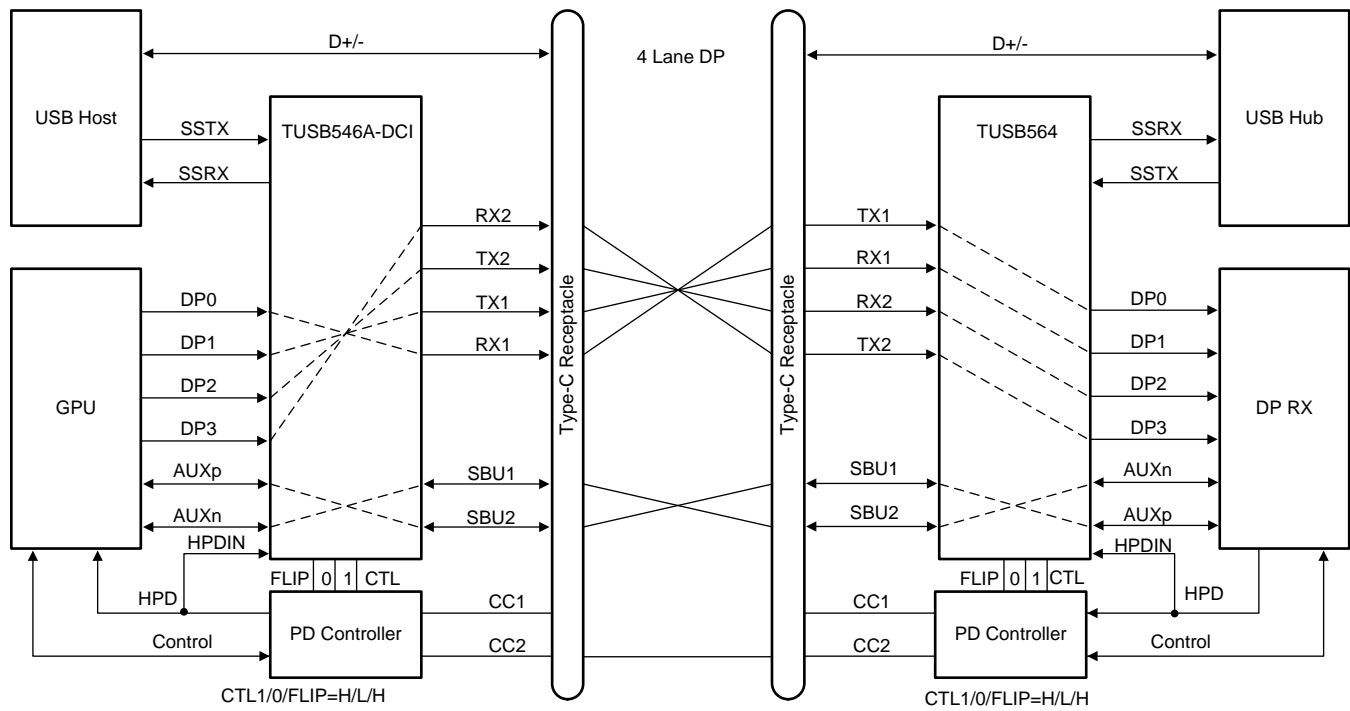 D+/-
4 Lane DP
D+/-
USB Host
TUSB546A-DCI
TUSB564
USB Hub
SSTX
SSRX
SSRX
SSTX
RX2
TX2
TX1
RX1
TX1
RX1
RX2
TX2
GPU
DP0
DP1
DP2
DP3
AUXp
AUXn
HPDIN
SBU1
SBU2
Type-C Receptacle
Type-C Receptacle
SBU1
SBU2
DP0
DP1
DP2
DP3
AUXn
AUXp
HPDIN
DP RX
FLIP 0 1 CTL
FLIP 0 1 CTL
HPD
Control
PD Controller
CC1
CC2
CC1
CC2
PD Controller
HPD
Control
CTL1/0/FLIP=H/L/H
CTL1/0/FLIP=H/L/H